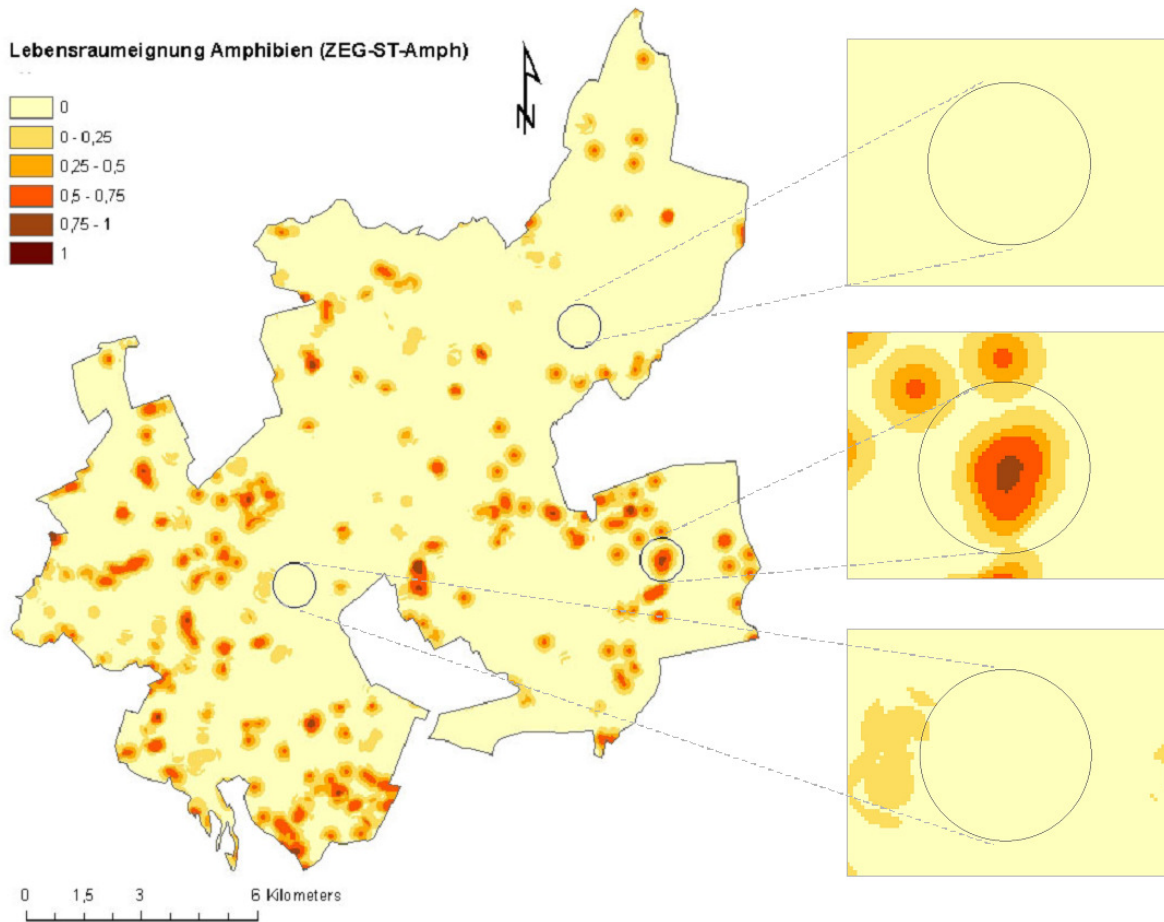 Lebensraumeignung Amphibien (ZEG-ST-Amph)
N
0
0 - 0,25
0,25 - 0,5
0,5 - 0,75
0,75 - 1
1
0 1,5 3 6 Kilometers